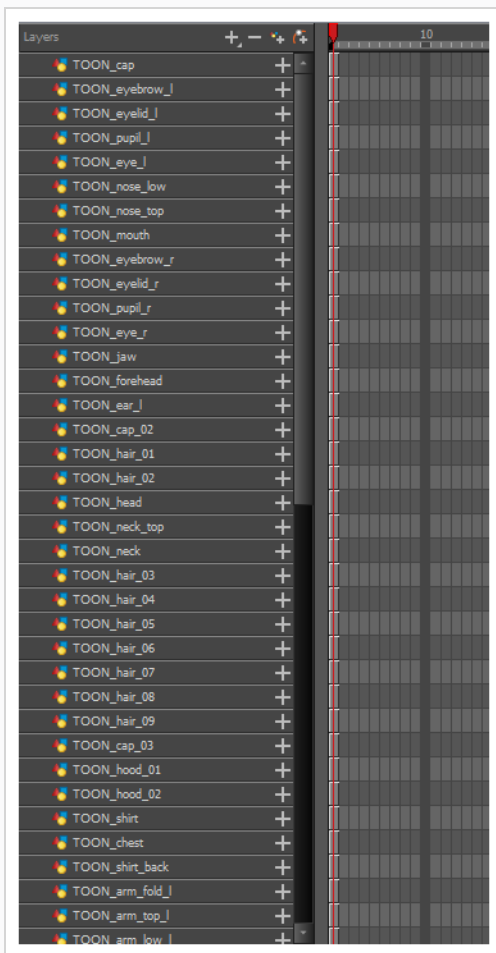 Layers
10
TOON_cap
TOON_eyebrow_l
TOON_eyelid_l
TOON_pupil_l
TOON_eye_l
TOON_nose_low
TOON_nose_top
TOON_mouth
TOON_eyebrow_r
TOON_eyelid_r
TOON_pupil_r
TOON_eye_r
TOON_jaw
TOON_forehead
TOON_ear_l
TOON_cap_02
TOON_hair_01
TOON_hair_02
TOON_head
TOON_neck_top
TOON_neck
TOON_hair_03
TOON_hair_04
TOON_hair_05
TOON_hair_06
TOON_hair_07
TOON_hair_08
TOON_hair_09
TOON_cap_03
TOON_hood_01
TOON_hood_02
TOON_shirt
TOON_chest
TOON_shirt_back
TOON_arm_fold_l
TOON_arm_top_l
TOON_arm_low_l